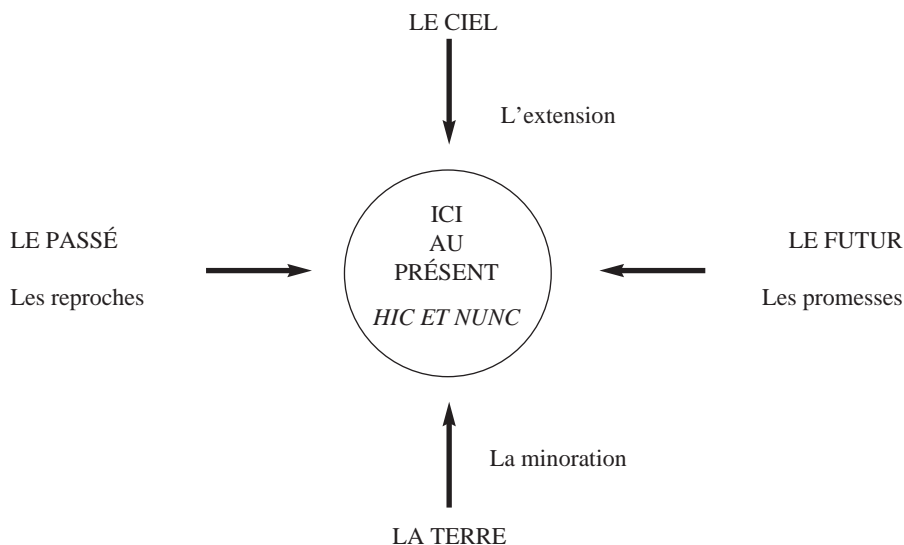 LE CIEL
L'extension
ICI
AU
PRÉSENT
HIC ET NUNC
LE PASSÉ
Les reproches
LE FUTUR
Les promesses
La minoration
LA TERRE